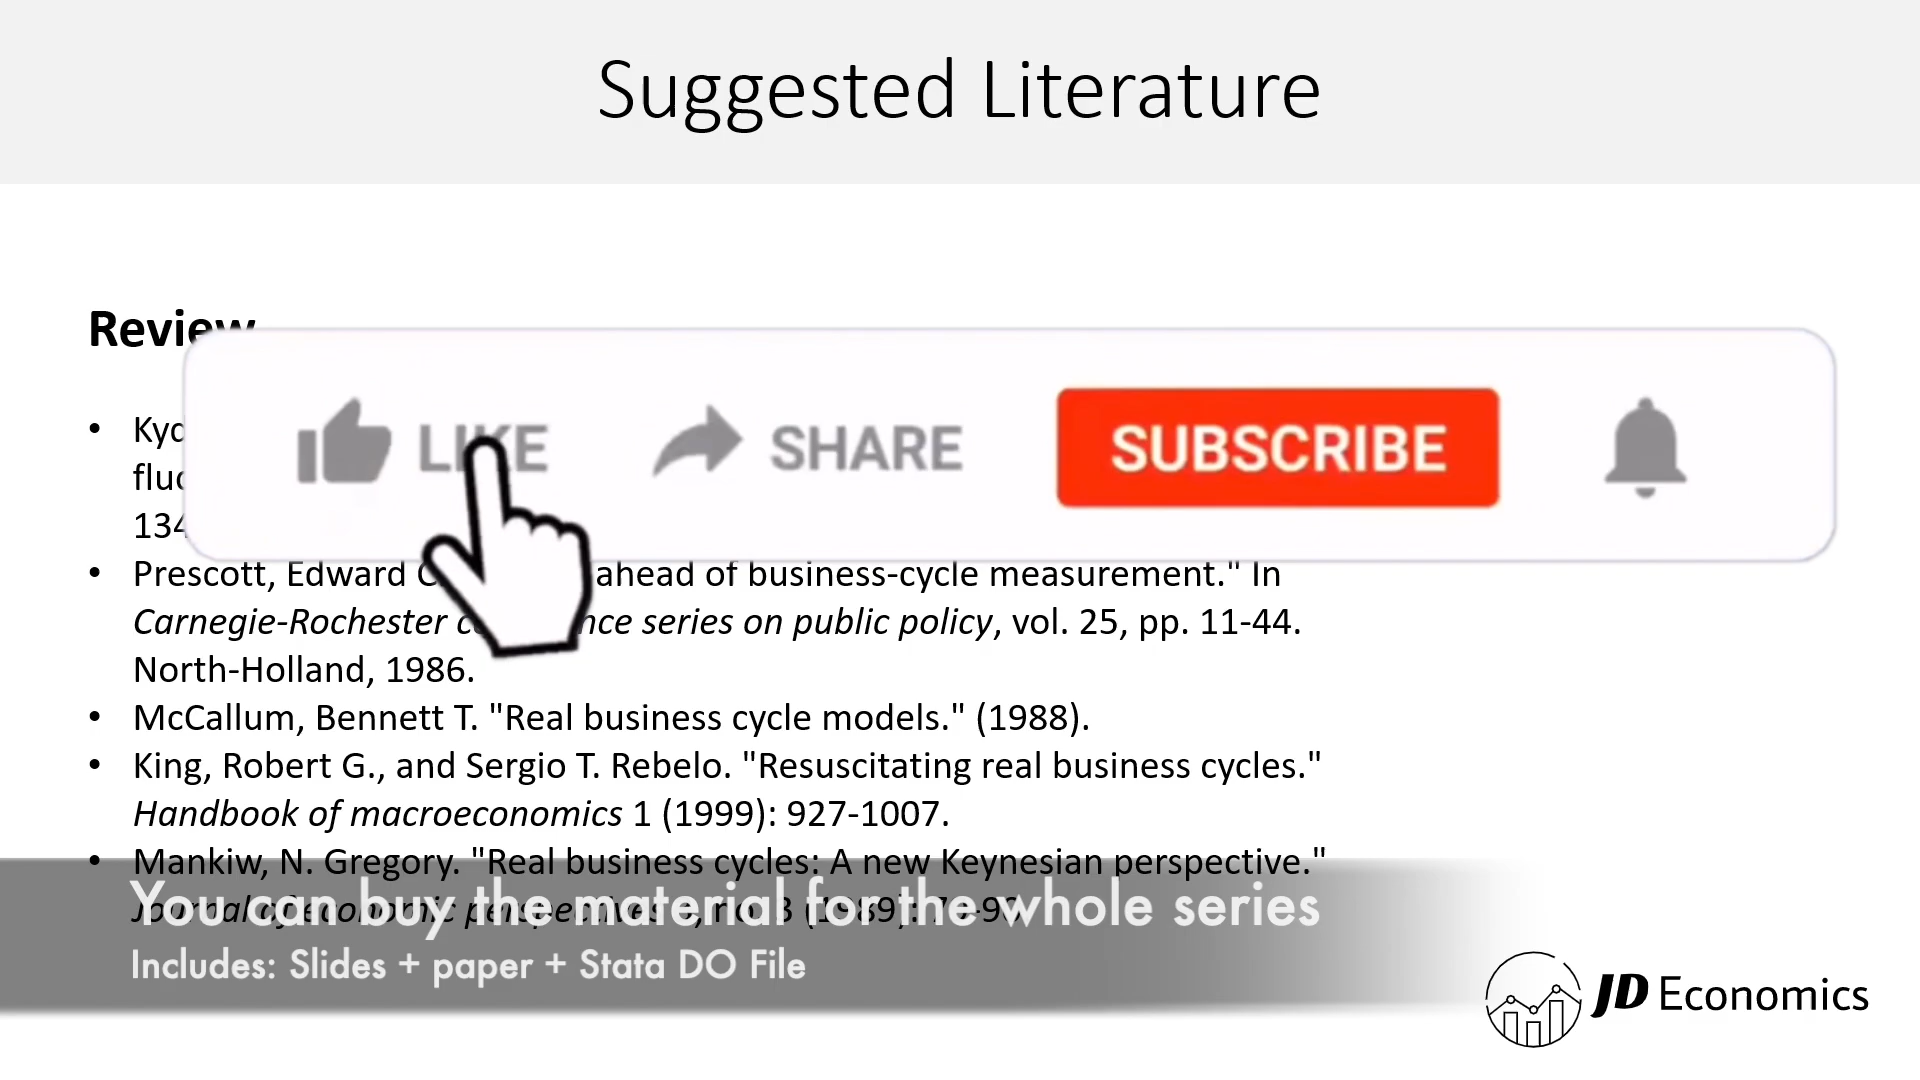 Suggested Literature
Review
LIKE SHARE SUBSCRIBE
• Prescott, Edward ahead of business-cycle measurement." In
Carnegie-Rochester series on public policy, vol. 25, pp. 11-44.
North-Holland, 1986.
• McCallum, Bennett T. "Real business cycle models." (1988).
• King, Robert G., and Sergio T. Rebelo. "Resuscitating real business cycles."
Handbook of macroeconomics 1 (1999): 927-1007.
• Mankiw, N. Gregory. "Real business cycles: A new Keynesian perspective."
Journal of economic perspectives
You can buy the material for the whole series
Includes: Slides + paper + Stata DO File
JD Economics